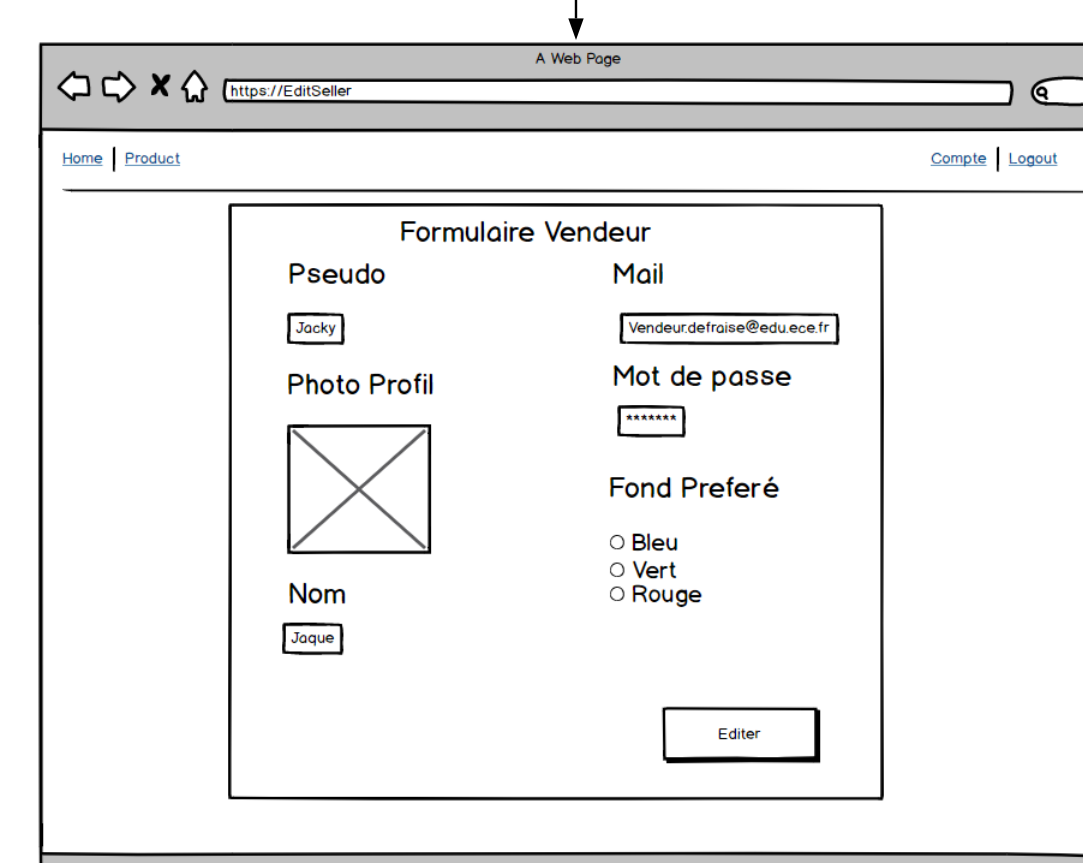 A Web Page
https://EditSeller
Home Product Compte Logout
Formulaire Vendeur
Pseudo
Jacky
Photo Profil
Nom
Jaque
Mail
Vendeur.defraise@edu.ece.fr
Mot de passe
*******
Fond Preferé
Bleu
Vert
Rouge
Editer